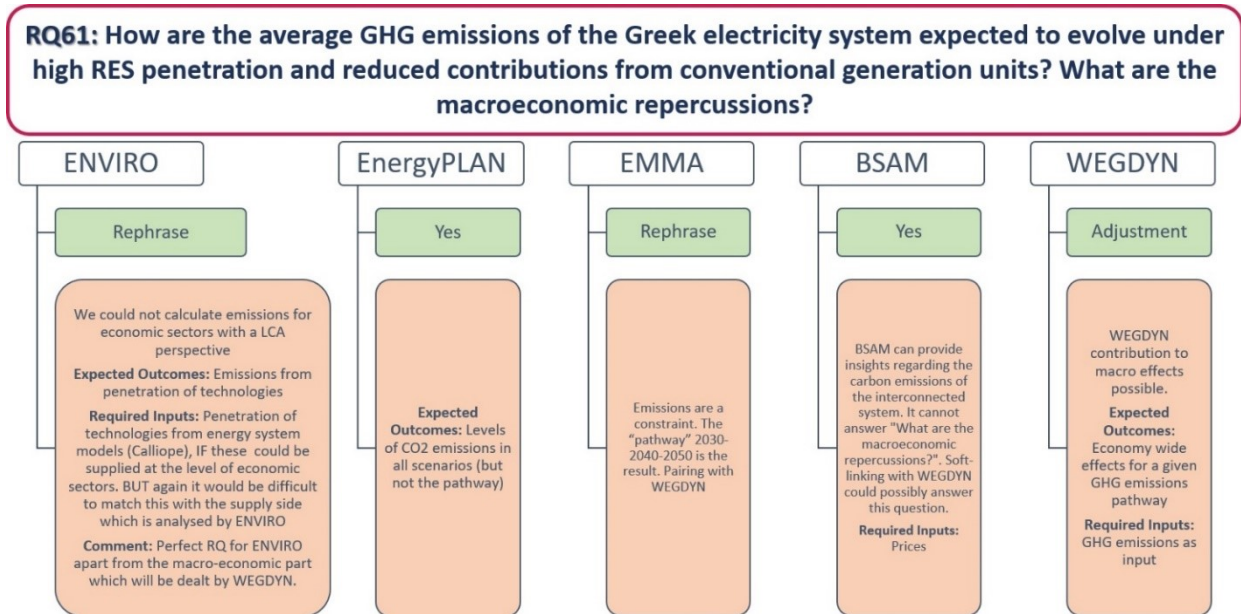 RQ61: How are the average GHG emissions of the Greek electricity system expected to evolve under
high RES penetration and reduced contributions from conventional generation units? What are the
macroeconomic repercussions?
ENVIRO
Rephrase
We could not calculate emissions for
economic sectors with a LCA
perspective
Expected Outcomes: Emissions from
penetration of technologies
Required Inputs: Penetration of
technologies from energy system
models (Calliope), IF these could be
supplied at the level of economic
sectors. BUT again it would be difficult
to match this with the supply side
which is analysed by ENVIRO
Comment: Perfect RQ for ENVIRO
apart from the macro-economic part
which will be dealt by WEGDYN.
EnergyPLAN
Yes
Expected
Outcomes: Levels
of CO2 emissions in
all scenarios (but
not the pathway)
EMMA
Rephrase
Emissions are a
constraint. The
“pathway” 2030-
2040-2050 is the
result. Pairing with
WEGDYN
BSAM
Yes
BSAM can provide
insights regarding the
carbon emissions of
the interconnected
system. It cannot
answer "What are the
macroeconomic
repercussions?". Soft-
linking with WEGDYN
could possibly answer
this question.
Required Inputs:
Prices
WEGDYN
Adjustment
WEGDYN
contribution to
macro effects
possible.
Expected
Outcomes:
Economy wide
effects for a given
GHG emissions
pathway
Required Inputs:
GHG emissions as
input